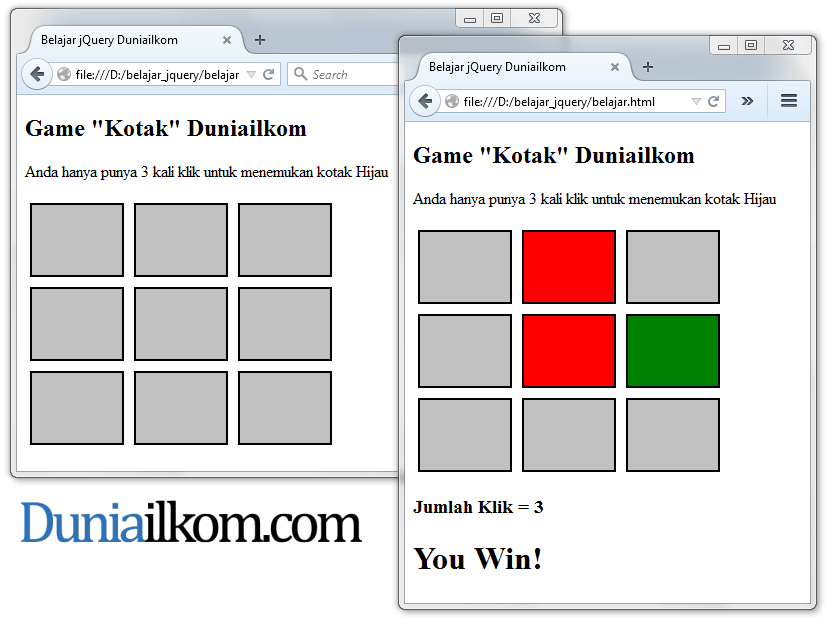 Belajar jQuery Duniailkom
file:///D:/belajar_jquery/belajar
Search
Game "Kotak" Duniailkom
Anda hanya punya 3 kali klik untuk menemukan kotak Hijau
Belajar jQuery Duniailkom
file:///D:/belajar_jquery/belajar.html
Game "Kotak" Duniailkom
Anda hanya punya 3 kali klik untuk menemukan kotak Hijau
Jumlah Klik = 3
You Win!
Duniailkom.com